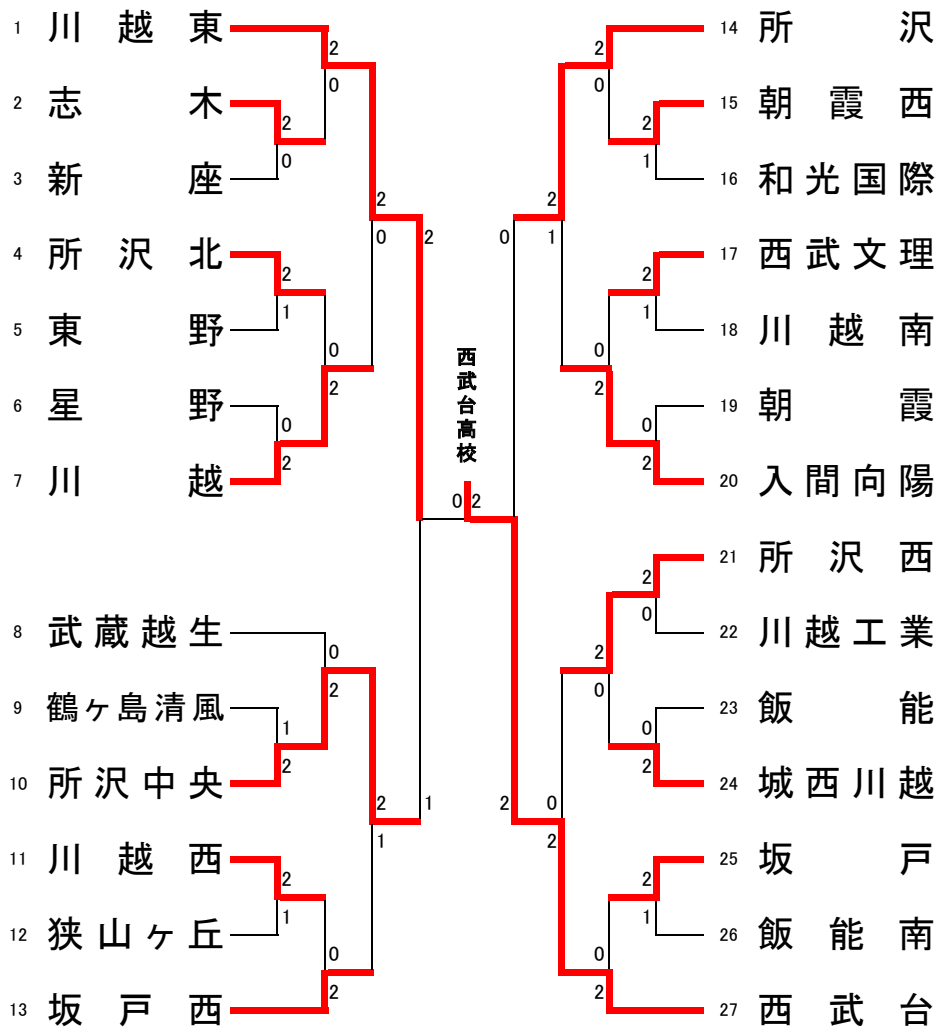 1 川越東
2 志木
3 新座
4 所沢北
5 東野
6 星野
7 川越
8 武蔵越生
9 鶴ヶ島清風
10 所沢中央
11 川越西
12 狭山ヶ丘
13 坂戸西
2
0
2
0
2
1
0
2
0
2
2
0
2
0
2
1
2
2
1
2
1
0
2
1
西武台高校
0 2
2
0
2
1
2
1
2
1
0
2
0
2
0
2
0
2
0
0
2
0
2
2
1
0
2
2
14 所沢
15 朝霞西
16 和光国際
17 西武文理
18 川越南
19 朝霞
20 入間向陽
21 所沢西
22 川越工業
23 飯能
24 城西川越
25 坂戸
26 飯能南
27 西武台